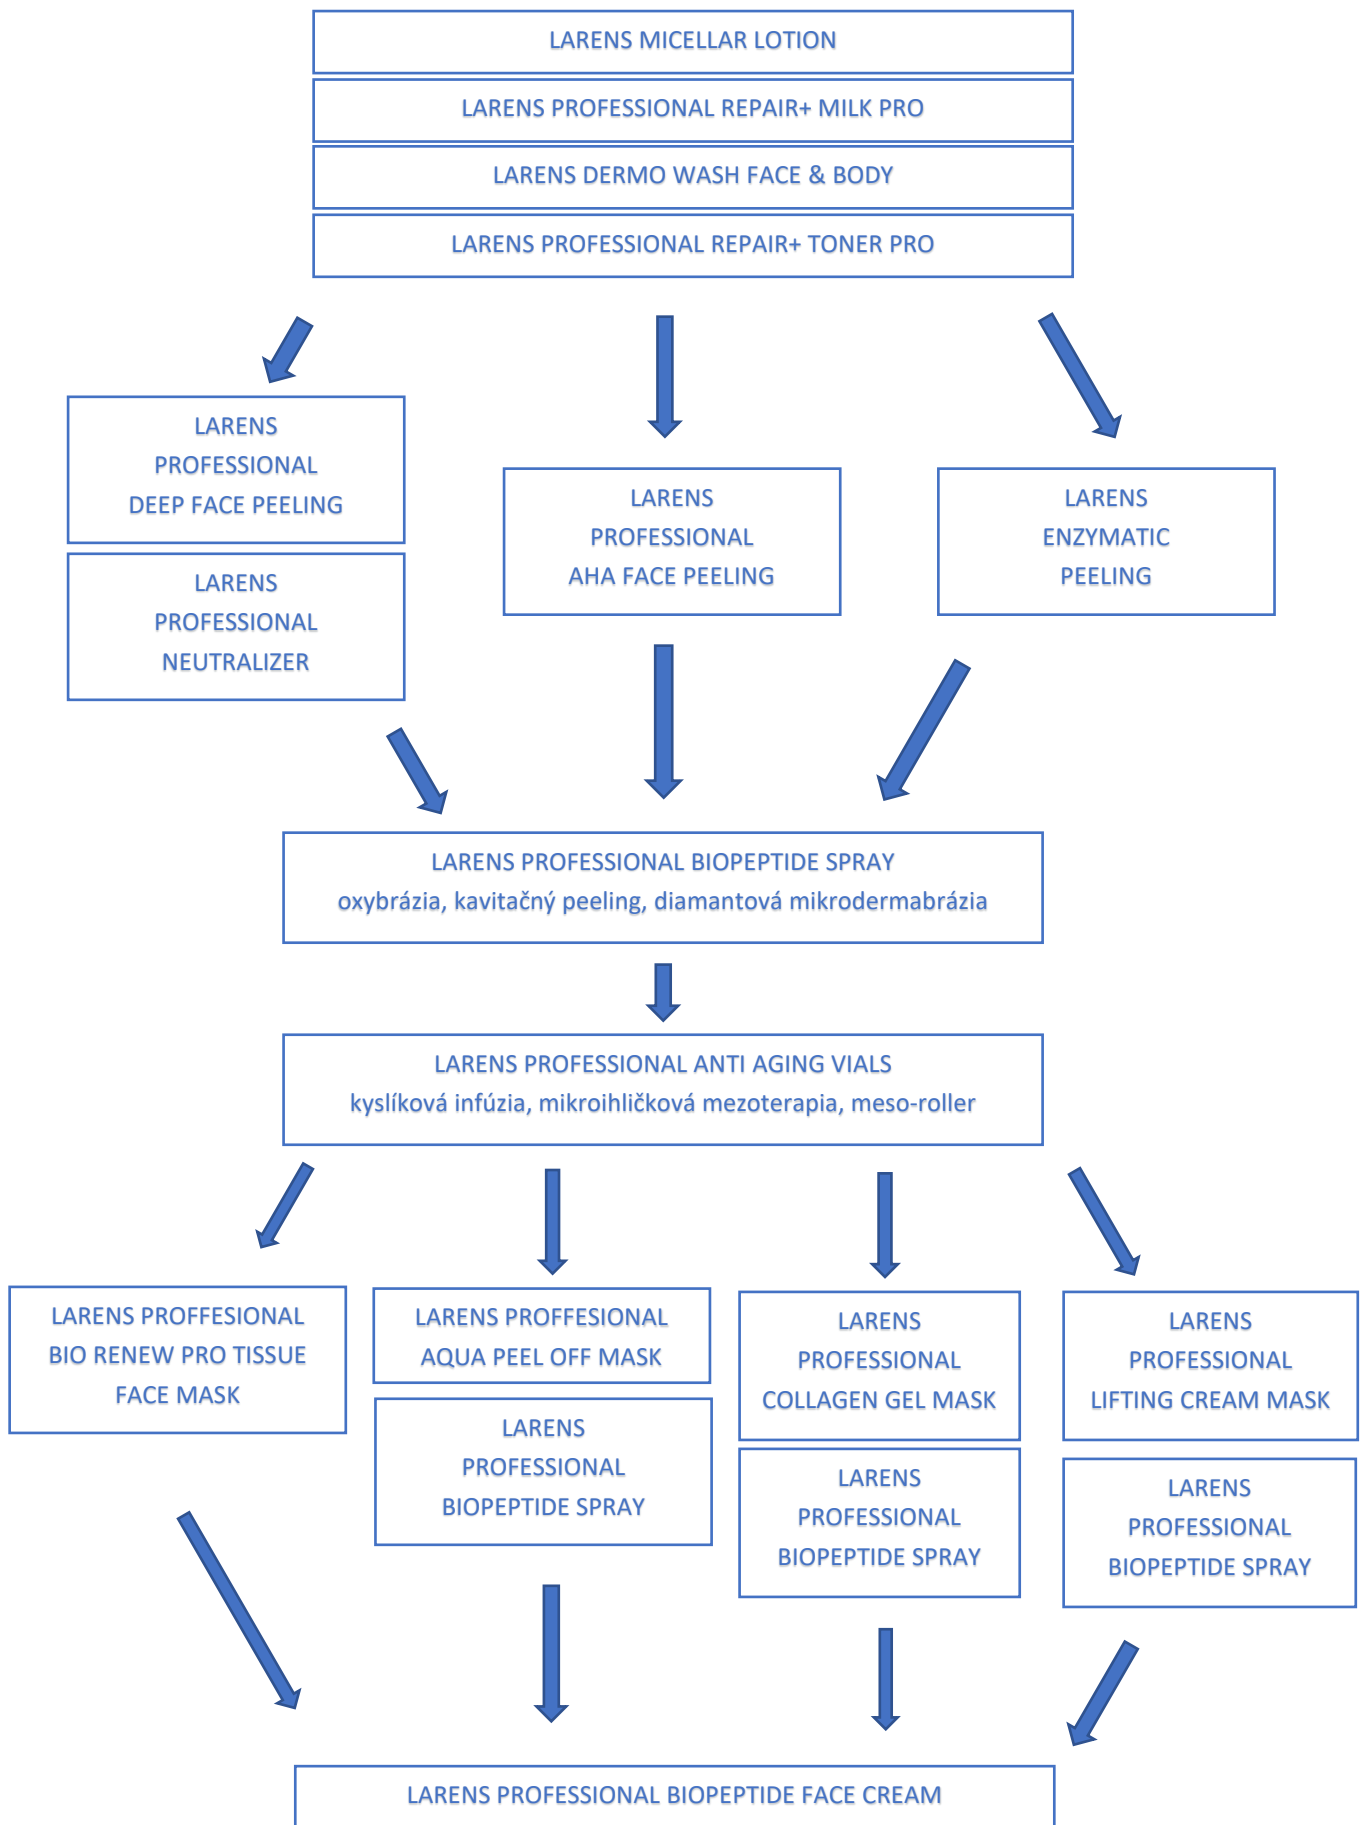 LARENS MICELLAR LOTION
LARENS PROFESSIONAL REPAIR+ MILK PRO
LARENS DERMO WASH FACE & BODY
LARENS PROFESSIONAL REPAIR+ TONER PRO
LARENS
PROFESSIONAL
DEEP FACE PEELING
LARENS
PROFESSIONAL
NEUTRALIZER
LARENS
PROFESSIONAL
AHA FACE PEELING
LARENS
ENZYMATIC
PEELING
LARENS PROFESSIONAL BIOPEPTIDE SPRAY
oxybrázia, kavitačný peeling, diamantová mikrodermabrázia
LARENS PROFESSIONAL ANTI AGING VIALS
kyslíková infúzia, mikroihličková mezoterapia, meso-roller
LARENS PROFFESIONAL
BIO RENEW PRO TISSUE
FACE MASK
LARENS PROFFESIONAL
AQUA PEEL OFF MASK
LARENS
PROFESSIONAL
BIOPEPTIDE SPRAY
LARENS
PROFESSIONAL
COLLAGEN GEL MASK
LARENS
PROFESSIONAL
BIOPEPTIDE SPRAY
LARENS
PROFESSIONAL
LIFTING CREAM MASK
LARENS
PROFESSIONAL
BIOPEPTIDE SPRAY
LARENS PROFESSIONAL BIOPEPTIDE FACE CREAM